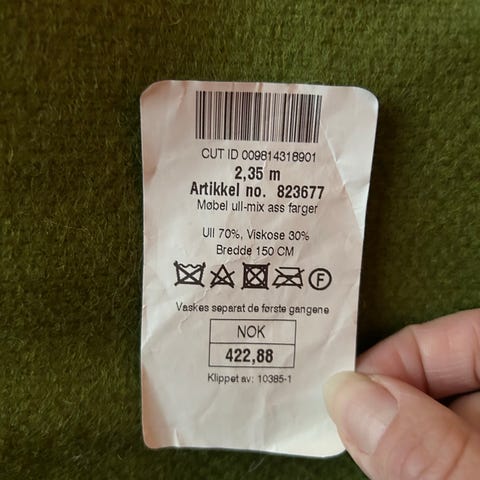 CUT ID 009814318901
2,35 m
Artikkel no. 823677
Møbel ull-mix ass farger
Ull 70%, Viskose 30%
Bredde 150 CM
F
Vaskes separat de første gangene
NOK
422,88
Klippet av: 10385-1